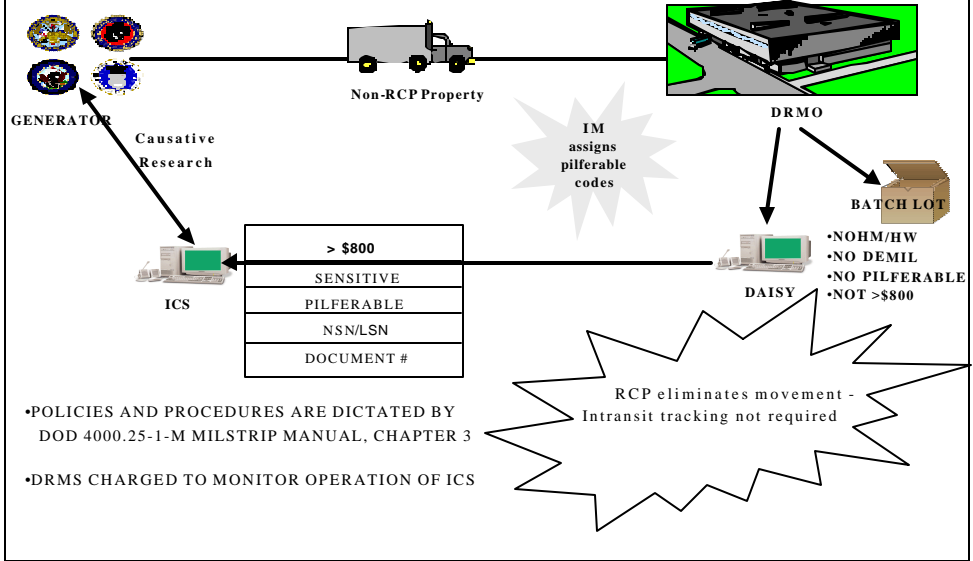 Non-RCP Property
GENERATOR
DRMO
Causative
Research
IM
assigns
pilferable
codes
BATCH LOT
•NOHM/HW
•NO DEMIL
•NO PILFERABLE
•NOT >$800
DAISY
ICS
> $800
SENSITIVE
PILFERABLE
NSN/LSN
DOCUMENT #
RCP eliminates movement -
Intransit tracking not required
•POLICIES AND PROCEDURES ARE DICTATED BY
DOD 4000.25-1-M MILSTRIP MANUAL, CHAPTER 3
•DRMS CHARGED TO MONITOR OPERATION OF ICS